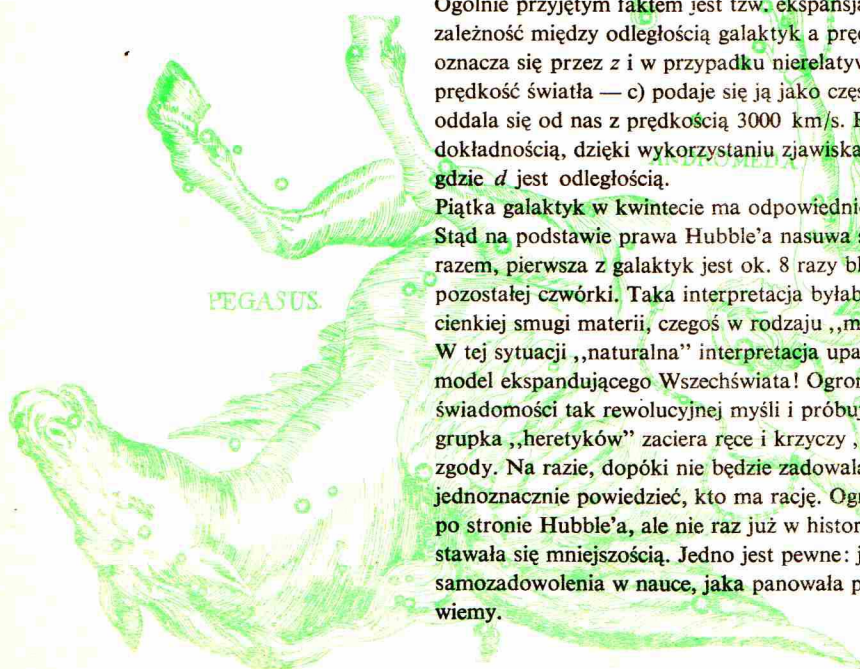 Ogólnie przyjętym faktem jest tzw. ekspansja
zależność między odległością galaktyk a pręd
oznacza się przez z i w przypadku nierelatyw
prędkość światła — c) podaje się ją jako częś
oddala się od nas z prędkością 3000 km/s. P
dokładnością, dzięki wykorzystaniu zjawiska
ANDROMEDA
gdzie d jest odległością.
Piątka galaktyk w kwintecie ma odpowiedni
Stąd na podstawie prawa Hubble'a nasuwa s
razem, pierwsza z galaktyk jest ok. 8 razy bl
PEGASUS.
pozostałej czwórki. Taka interpretacja byłab
cienkiej smugi materii, czegoś w rodzaju ,,m
W tej sytuacji ,,naturalna" interpretacja upa
model ekspandującego Wszechświata! Ogrom
świadomości tak rewolucyjnej myśli i próbuj
grupka ,,heretyków" zaciera ręce i krzyczy ,
zgody. Na razie, dopóki nie będzie zadowala
jednoznacznie powiedzieć, kto ma rację. Ogr
po stronie Hubble'a, ale nie raz już w histor
stawała się mniejszością. Jedno jest pewne: j
samozadowolenia w nauce, jaka panowała p
wiemy.